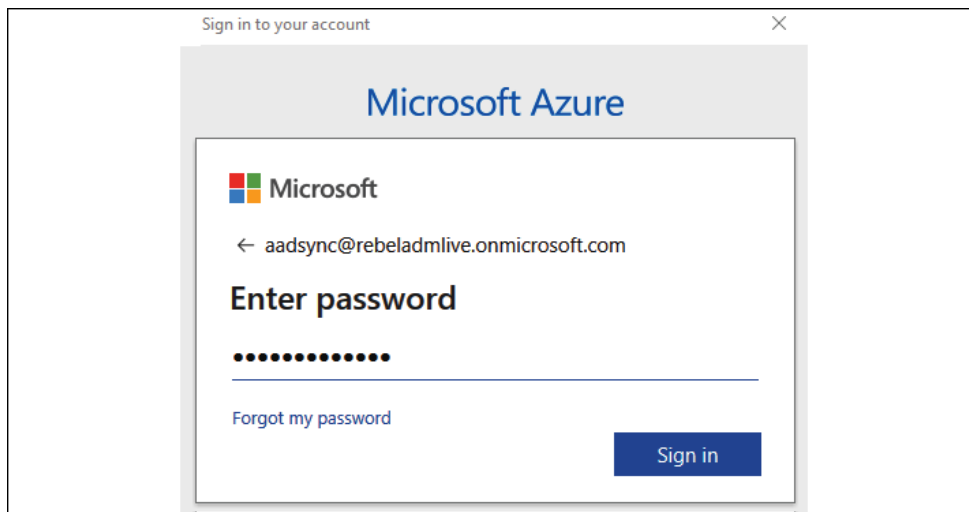 Sign in to your account
Microsoft Azure
Microsoft
← aadsync@rebeladmlive.onmicrosoft.com
Enter password
•••••••••••••
Forgot my password
Sign in